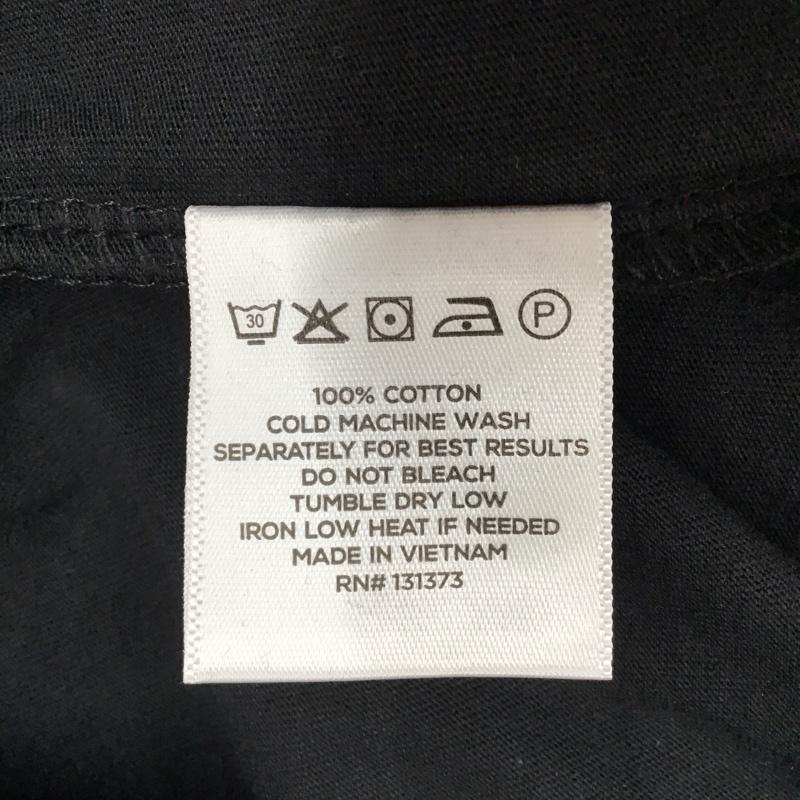 30 P
100% COTTON
COLD MACHINE WASH
SEPARATELY FOR BEST RESULTS
DO NOT BLEACH
TUMBLE DRY LOW
IRON LOW HEAT IF NEEDED
MADE IN VIETNAM
RN# 131373